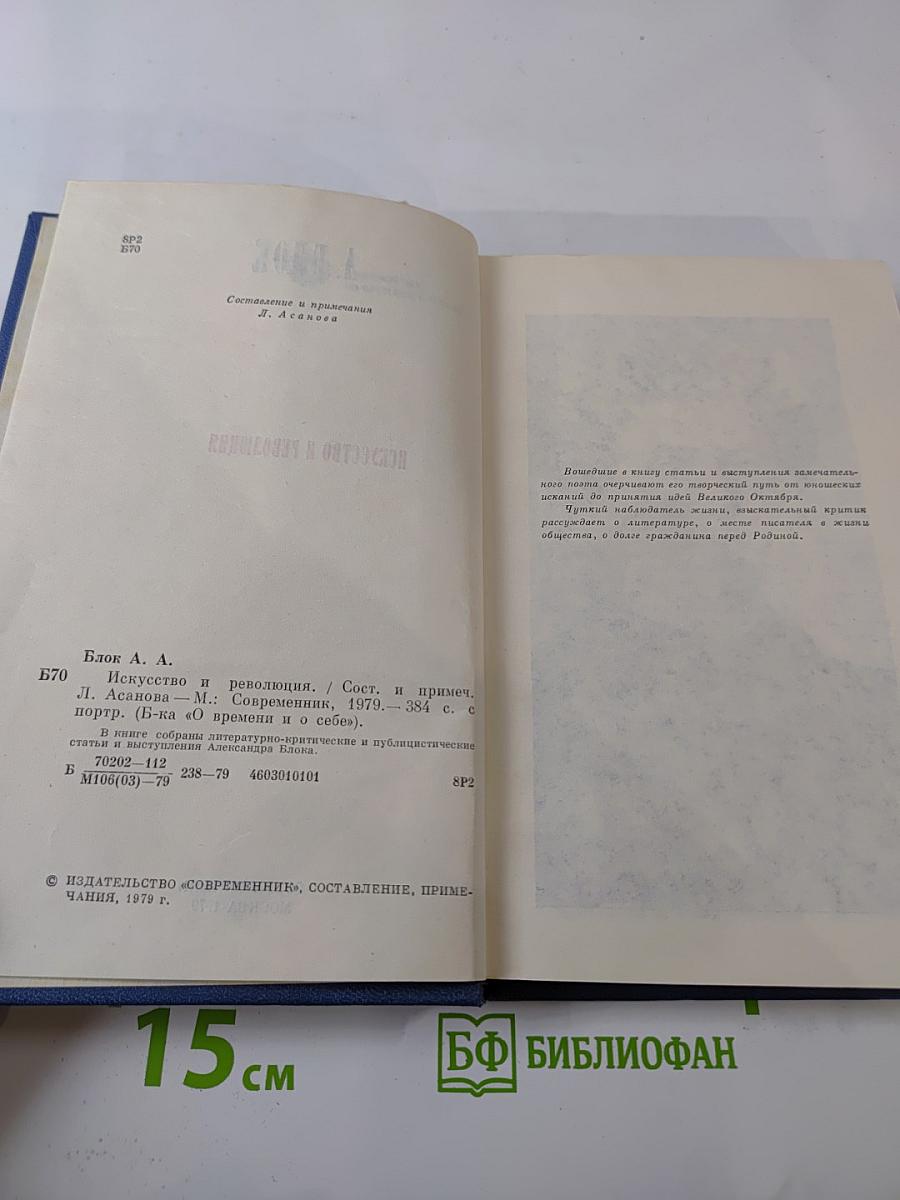 8Р2
Б70
Составление и примечания
Л. Асанова
А. БЛОК
ИСКУССТВО И РЕВОЛЮЦИЯ
Блок А. А.
Б70 Искусство и революция. / Сост. и примеч.
Л. Асанова — М.: Современник, 1979.— 384 с. с
портр. (Б-ка «О времени и о себе»).
В книге собраны литературно-критические и публицистические
статьи и выступления Александра Блока.
Б 70202—112
М106(03)—79 238—79 4603010101 8Р2
© ИЗДАТЕЛЬСТВО «СОВРЕМЕННИК», СОСТАВЛЕНИЕ, ПРИМЕ-
ЧАНИЯ, 1979 г.
Вошедшие в книгу статьи и выступления замечатель-
ного поэта очерчивают его творческий путь от юношеских
исканий до принятия идей Великого Октября.
Чуткий наблюдатель жизни, взыскательный критик
рассуждает о литературе, о месте писателя в жизни
общества, о долге гражданина перед Родиной.
15 см
БФ БИБЛИОФАН